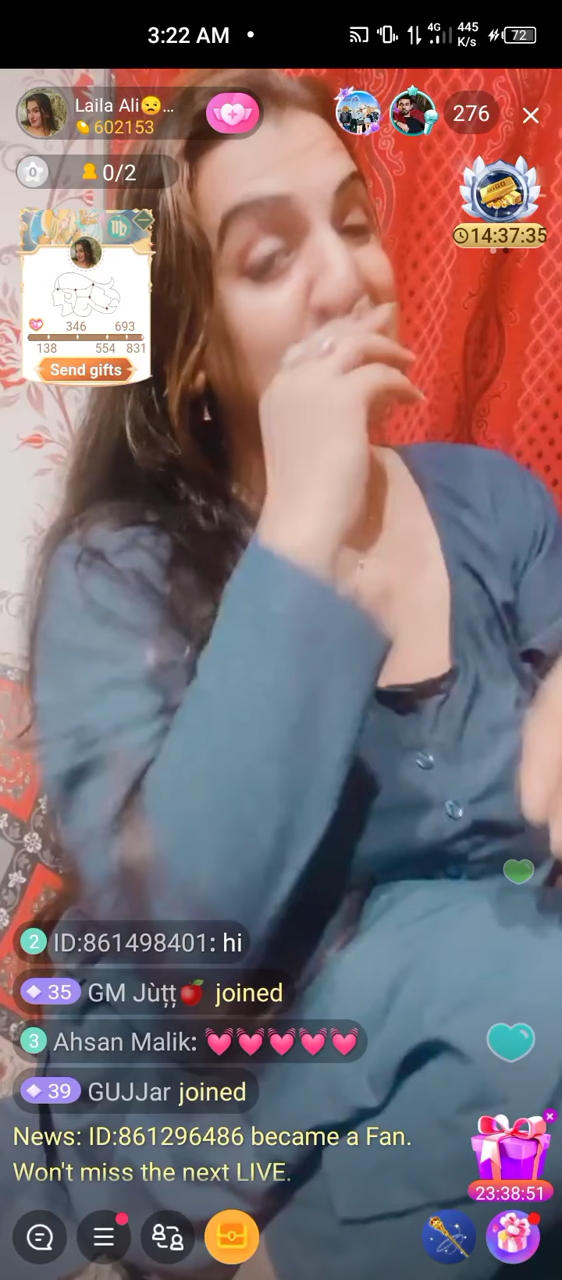 3:22 AM
4G 445 K/s 72
Laila Ali😒...
602153
276
0
0/2
14:37:35
346 693
138 554 831
Send gifts
2 ID:861498401: hi
35 GM Jùțț🍎 joined
3 Ahsan Malik: 💓💓💓💓💓
39 GUJJar joined
News: ID:861296486 became a Fan.
Won't miss the next LIVE.
23:38:51